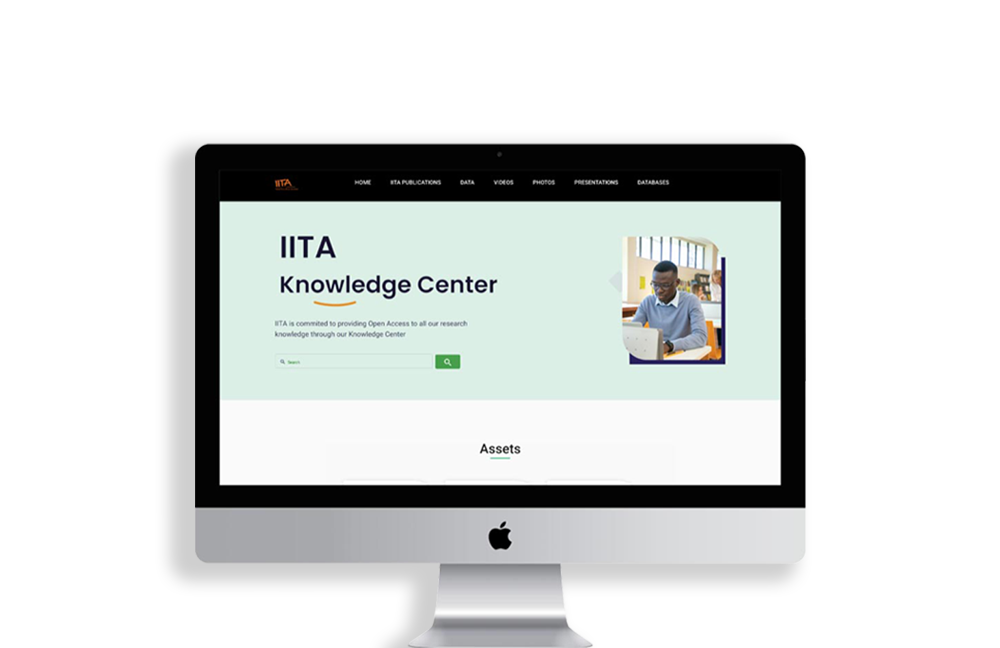 IITA
HOME IITA PUBLICATIONS DATA VIDEOS PHOTOS PRESENTATIONS DATABASES
IITA
Knowledge Center
IITA is commited to providing Open Access to all our research
knowledge through our Knowledge Center
Search
Assets